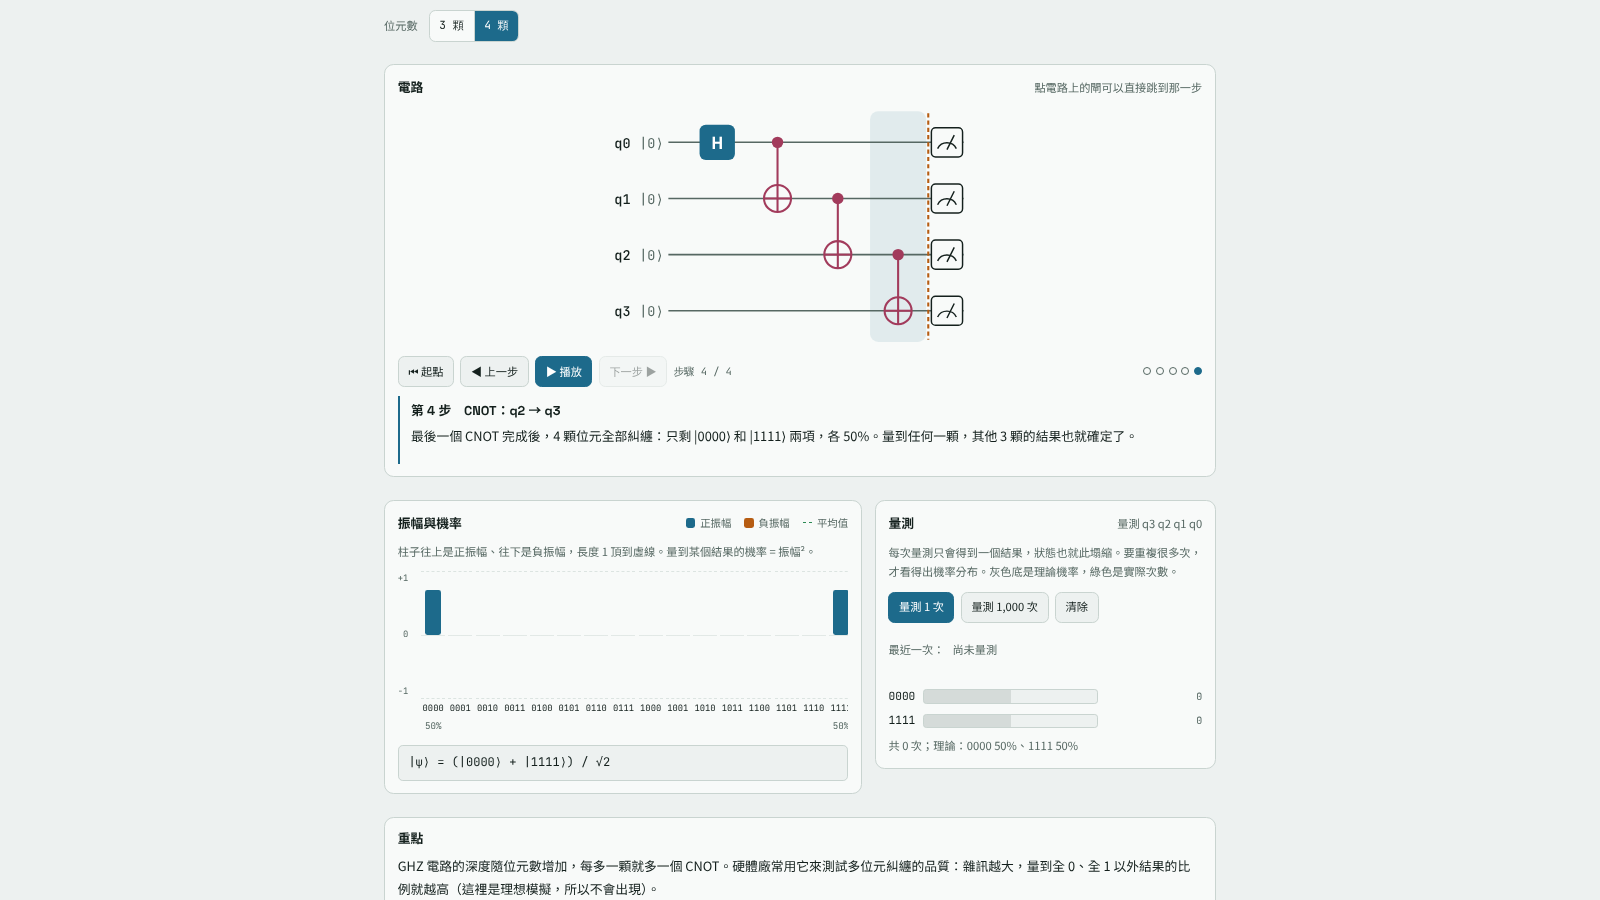 位元數 3 顆 4 顆
電路
點電路上的閘可以直接跳到那一步
q0 |0⟩ H
q1 |0⟩
q2 |0⟩
q3 |0⟩
⏮ 起點 ◀ 上一步 ▶ 播放 下一步 ▶ 步驟 4 / 4
第 4 步 CNOT：q2 → q3
最後一個 CNOT 完成後，4 顆位元全部糾纏：只剩 |0000⟩ 和 |1111⟩ 兩項，各 50%。量到任何一顆，其他 3 顆的結果也就確定了。
振幅與機率
正振幅 負振幅 平均值
柱子往上是正振幅、往下是負振幅，長度 1 頂到虛線。量到某個結果的機率 = 振幅²。
+1
0
-1
0000 0001 0010 0011 0100 0101 0110 0111 1000 1001 1010 1011 1100 1101 1110 1111
50% 50%
|ψ⟩ = (|0000⟩ + |1111⟩) / √2
量測
量測 q3 q2 q1 q0
每次量測只會得到一個結果，狀態也就此塌縮。要重複很多次，
才看得出機率分布。灰色底是理論機率，綠色是實際次數。
量測 1 次 量測 1,000 次 清除
最近一次： 尚未量測
0000 0
1111 0
共 0 次；理論：0000 50%、1111 50%
重點
GHZ 電路的深度隨位元數增加，每多一顆就多一個 CNOT。硬體廠常用它來測試多位元糾纏的品質：雜訊越大，量到全 0、全 1 以外結果的比
例就越高（這裡是理想模擬，所以不會出現）。